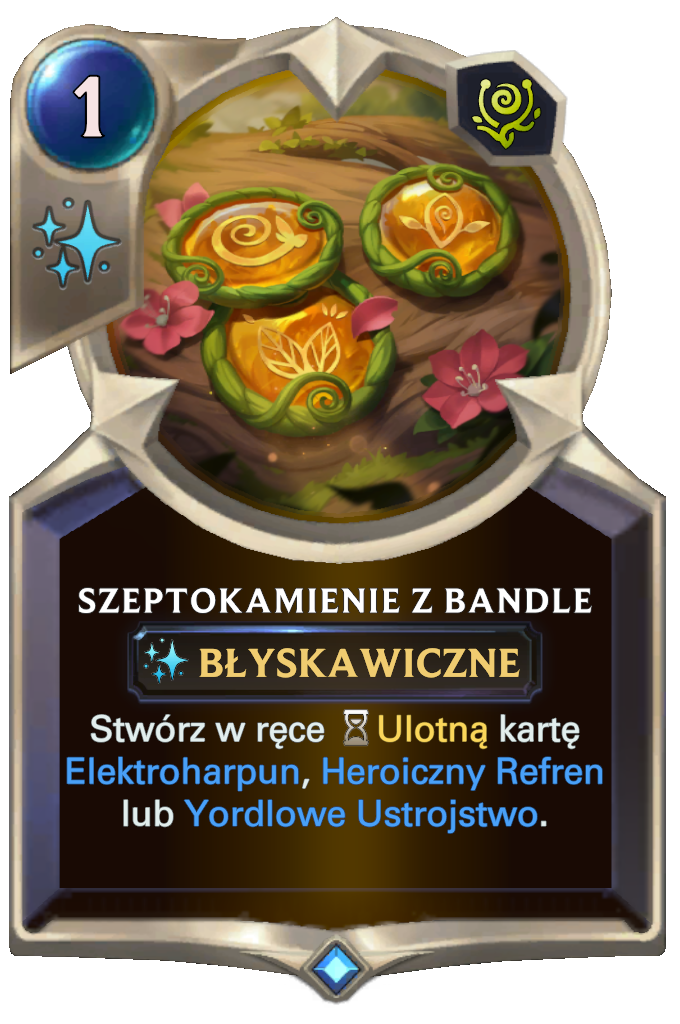 1
SZEPTOKAMIENIE Z BANDLE
BŁYSKAWICZNE
Stwórz w ręce Ulotną kartę
Elektroharpun, Heroiczny Refren
lub Yordlowe Ustrojstwo.